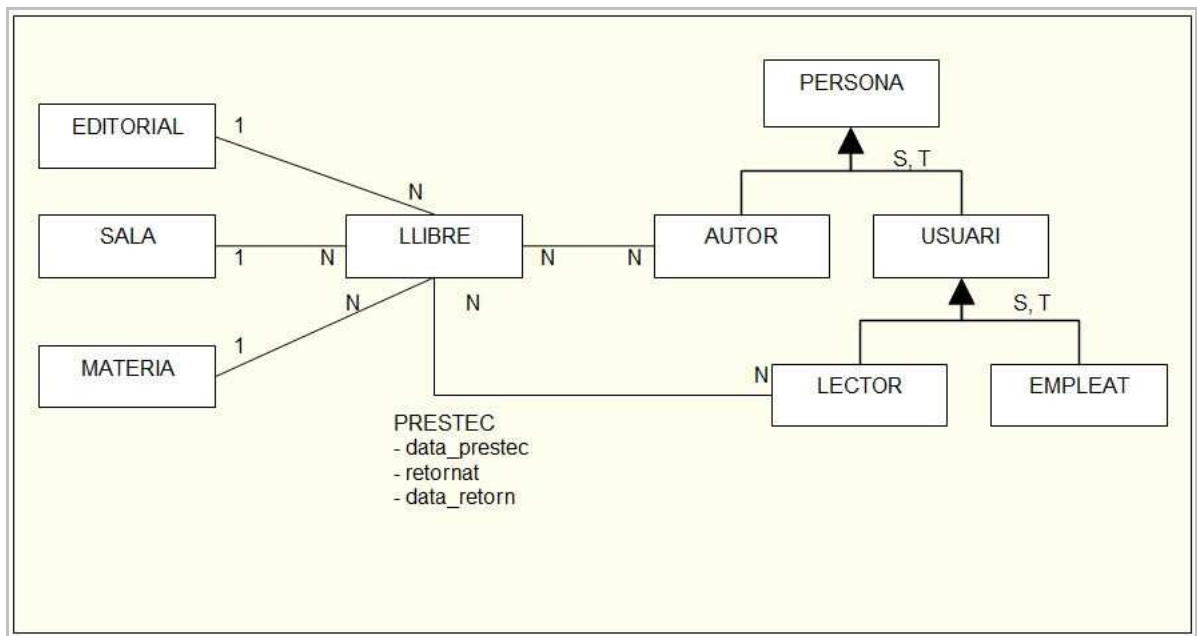 PERSONA
EDITORIAL
1
S, T
N
SALA
LLIBRE
AUTOR
USUARI
1
N
N
N
N
N
S, T
1
MATERIA
N
LECTOR
EMPLEAT
PRESTEC
- data_prestec
- retornat
- data_retorn